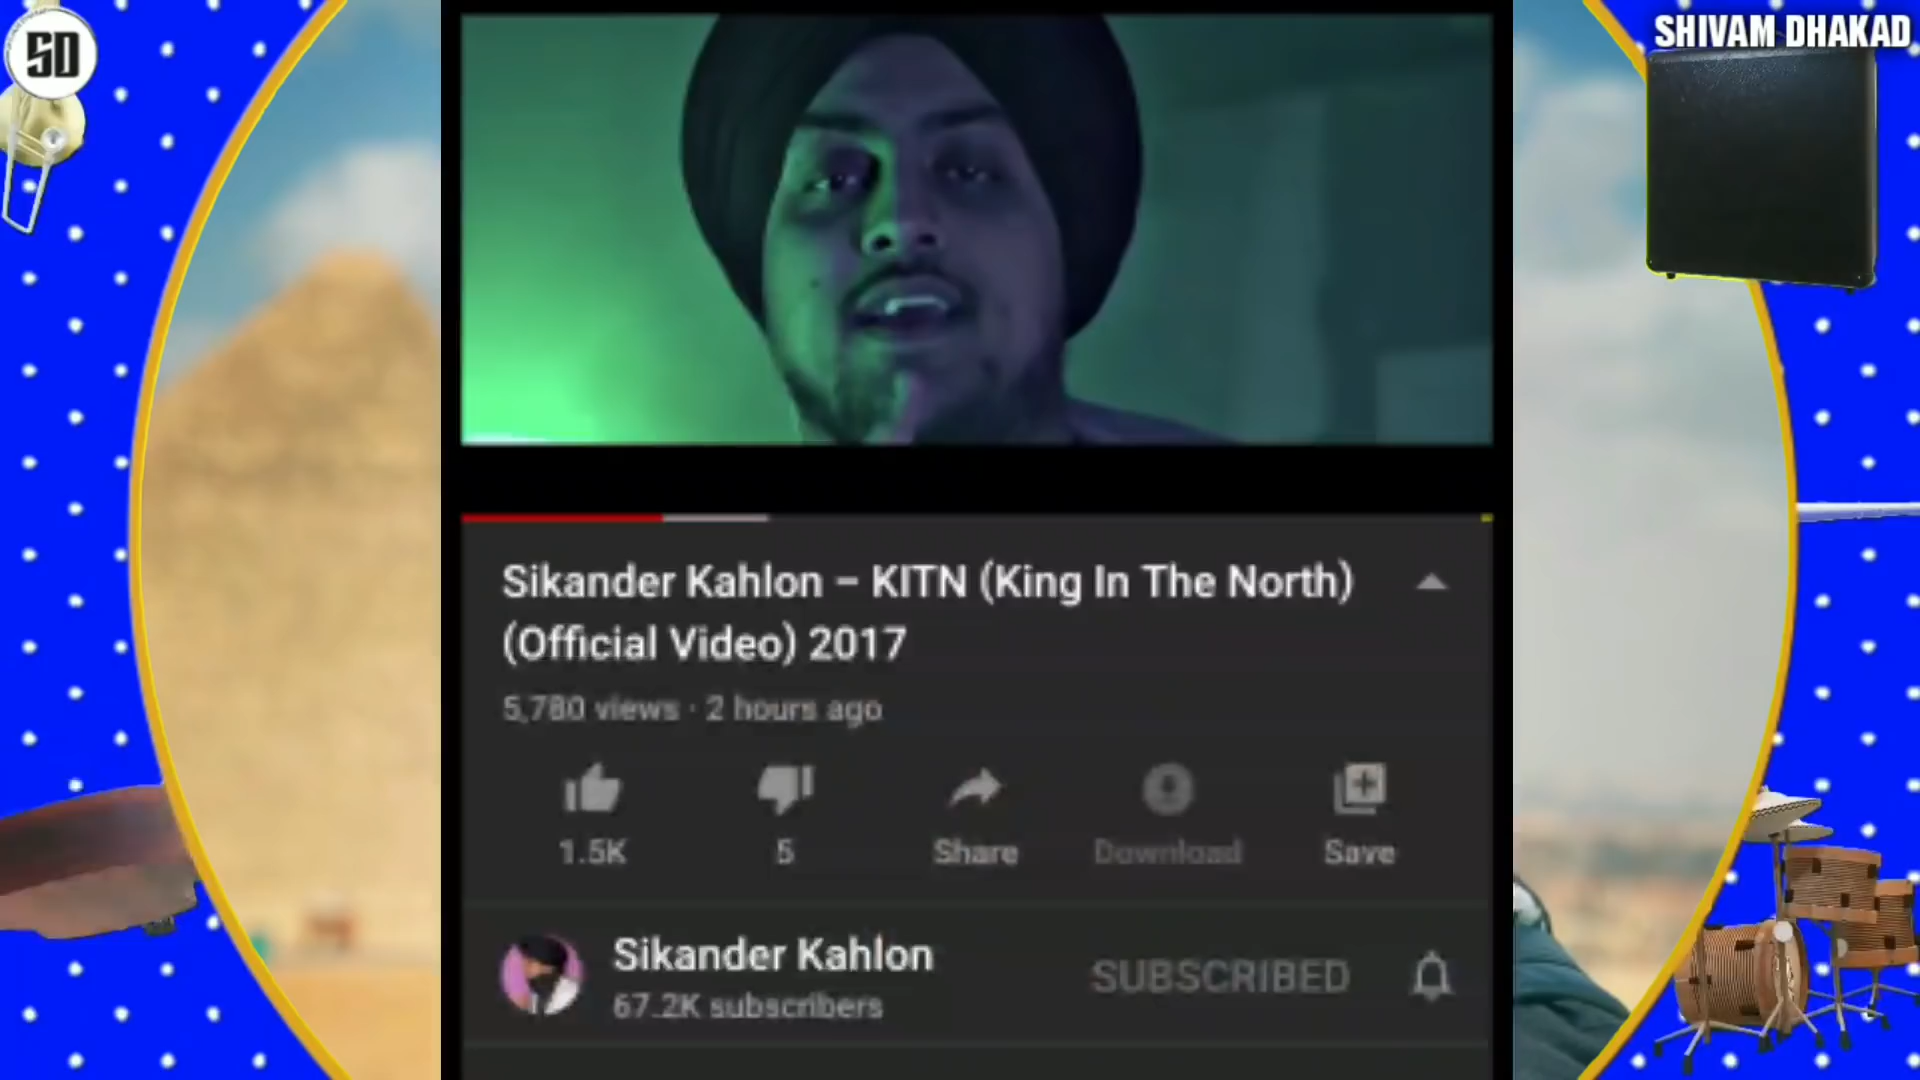 SD
SHIVAM DHAKAD
Sikander Kahlon – KITN (King In The North)
(Official Video) 2017
5,780 views · 2 hours ago
1.5K
5
Share
Download
Save
Sikander Kahlon
67.2K subscribers
SUBSCRIBED